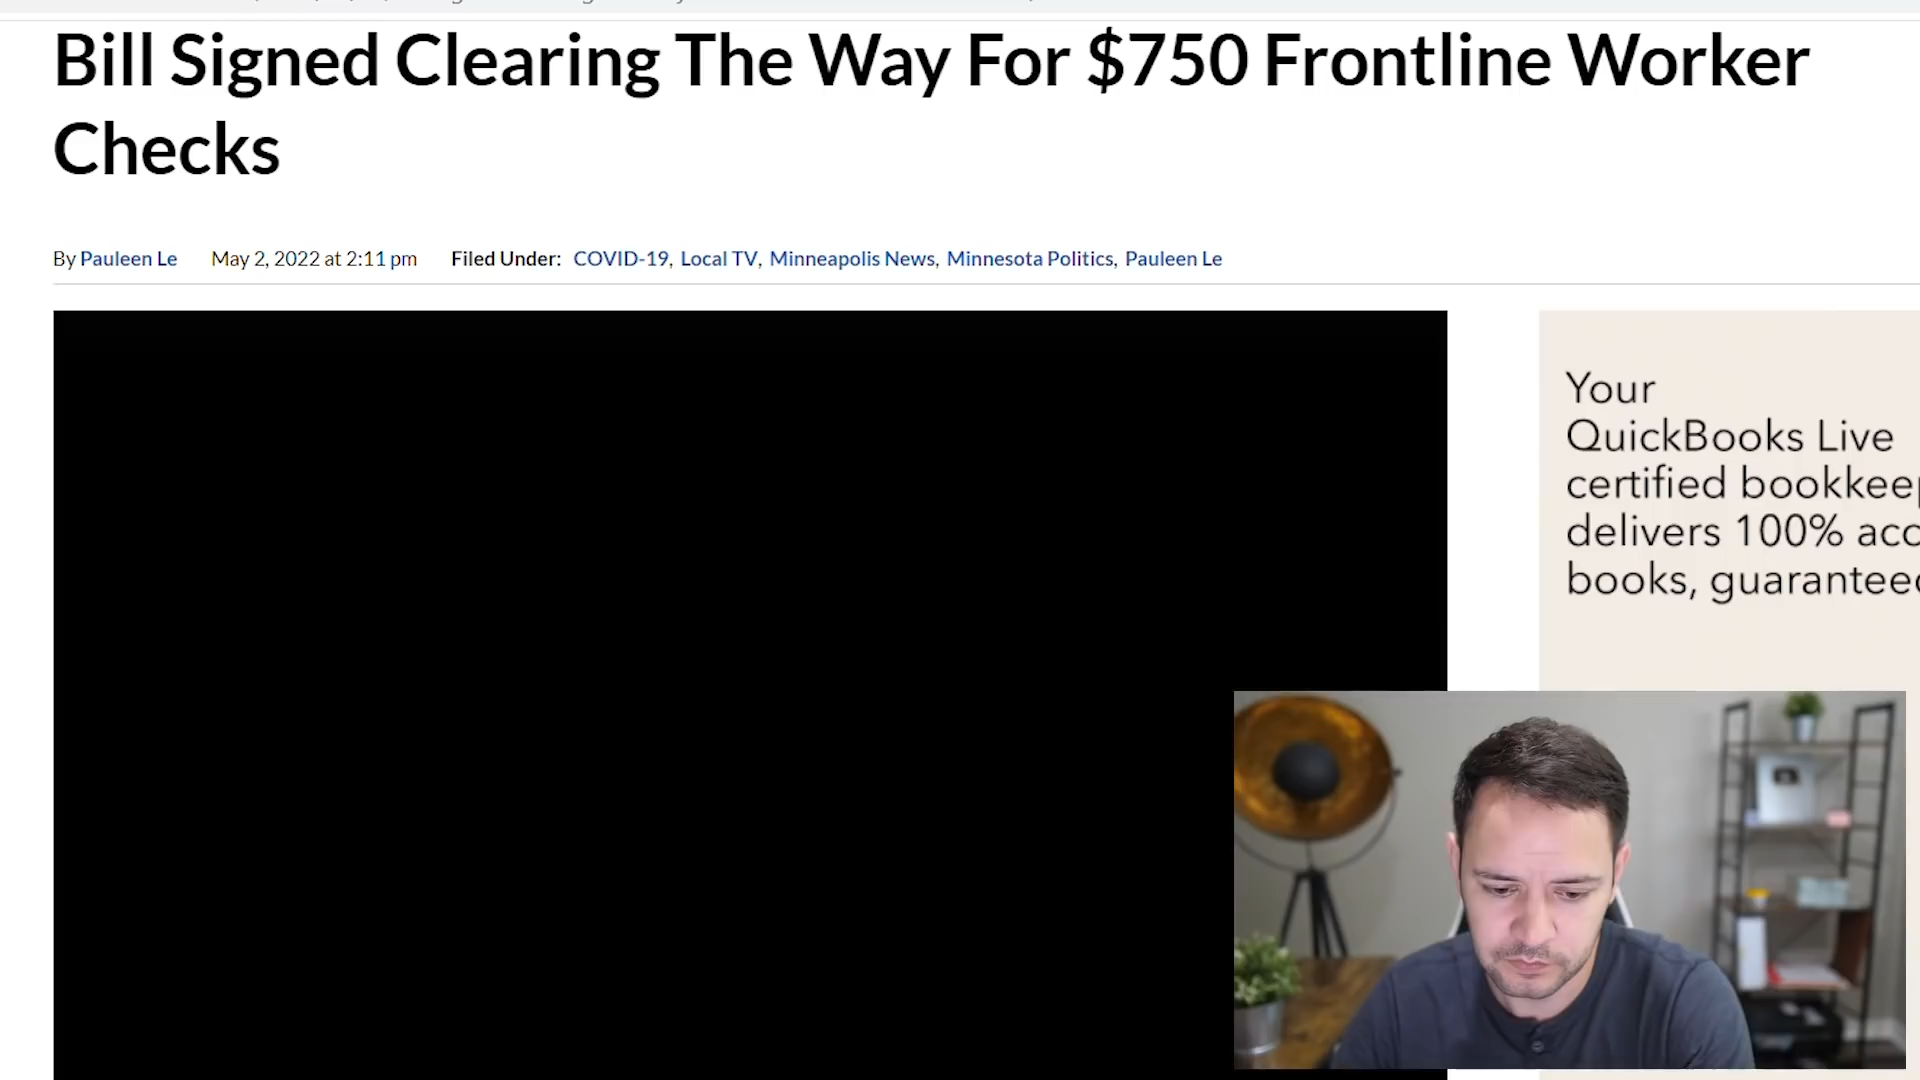 Bill Signed Clearing The Way For $750 Frontline Worker
Checks
By Pauleen Le May 2, 2022 at 2:11 pm Filed Under: COVID-19, Local TV, Minneapolis News, Minnesota Politics, Pauleen Le
Your
QuickBooks Live
certified
delivers 100%
books,